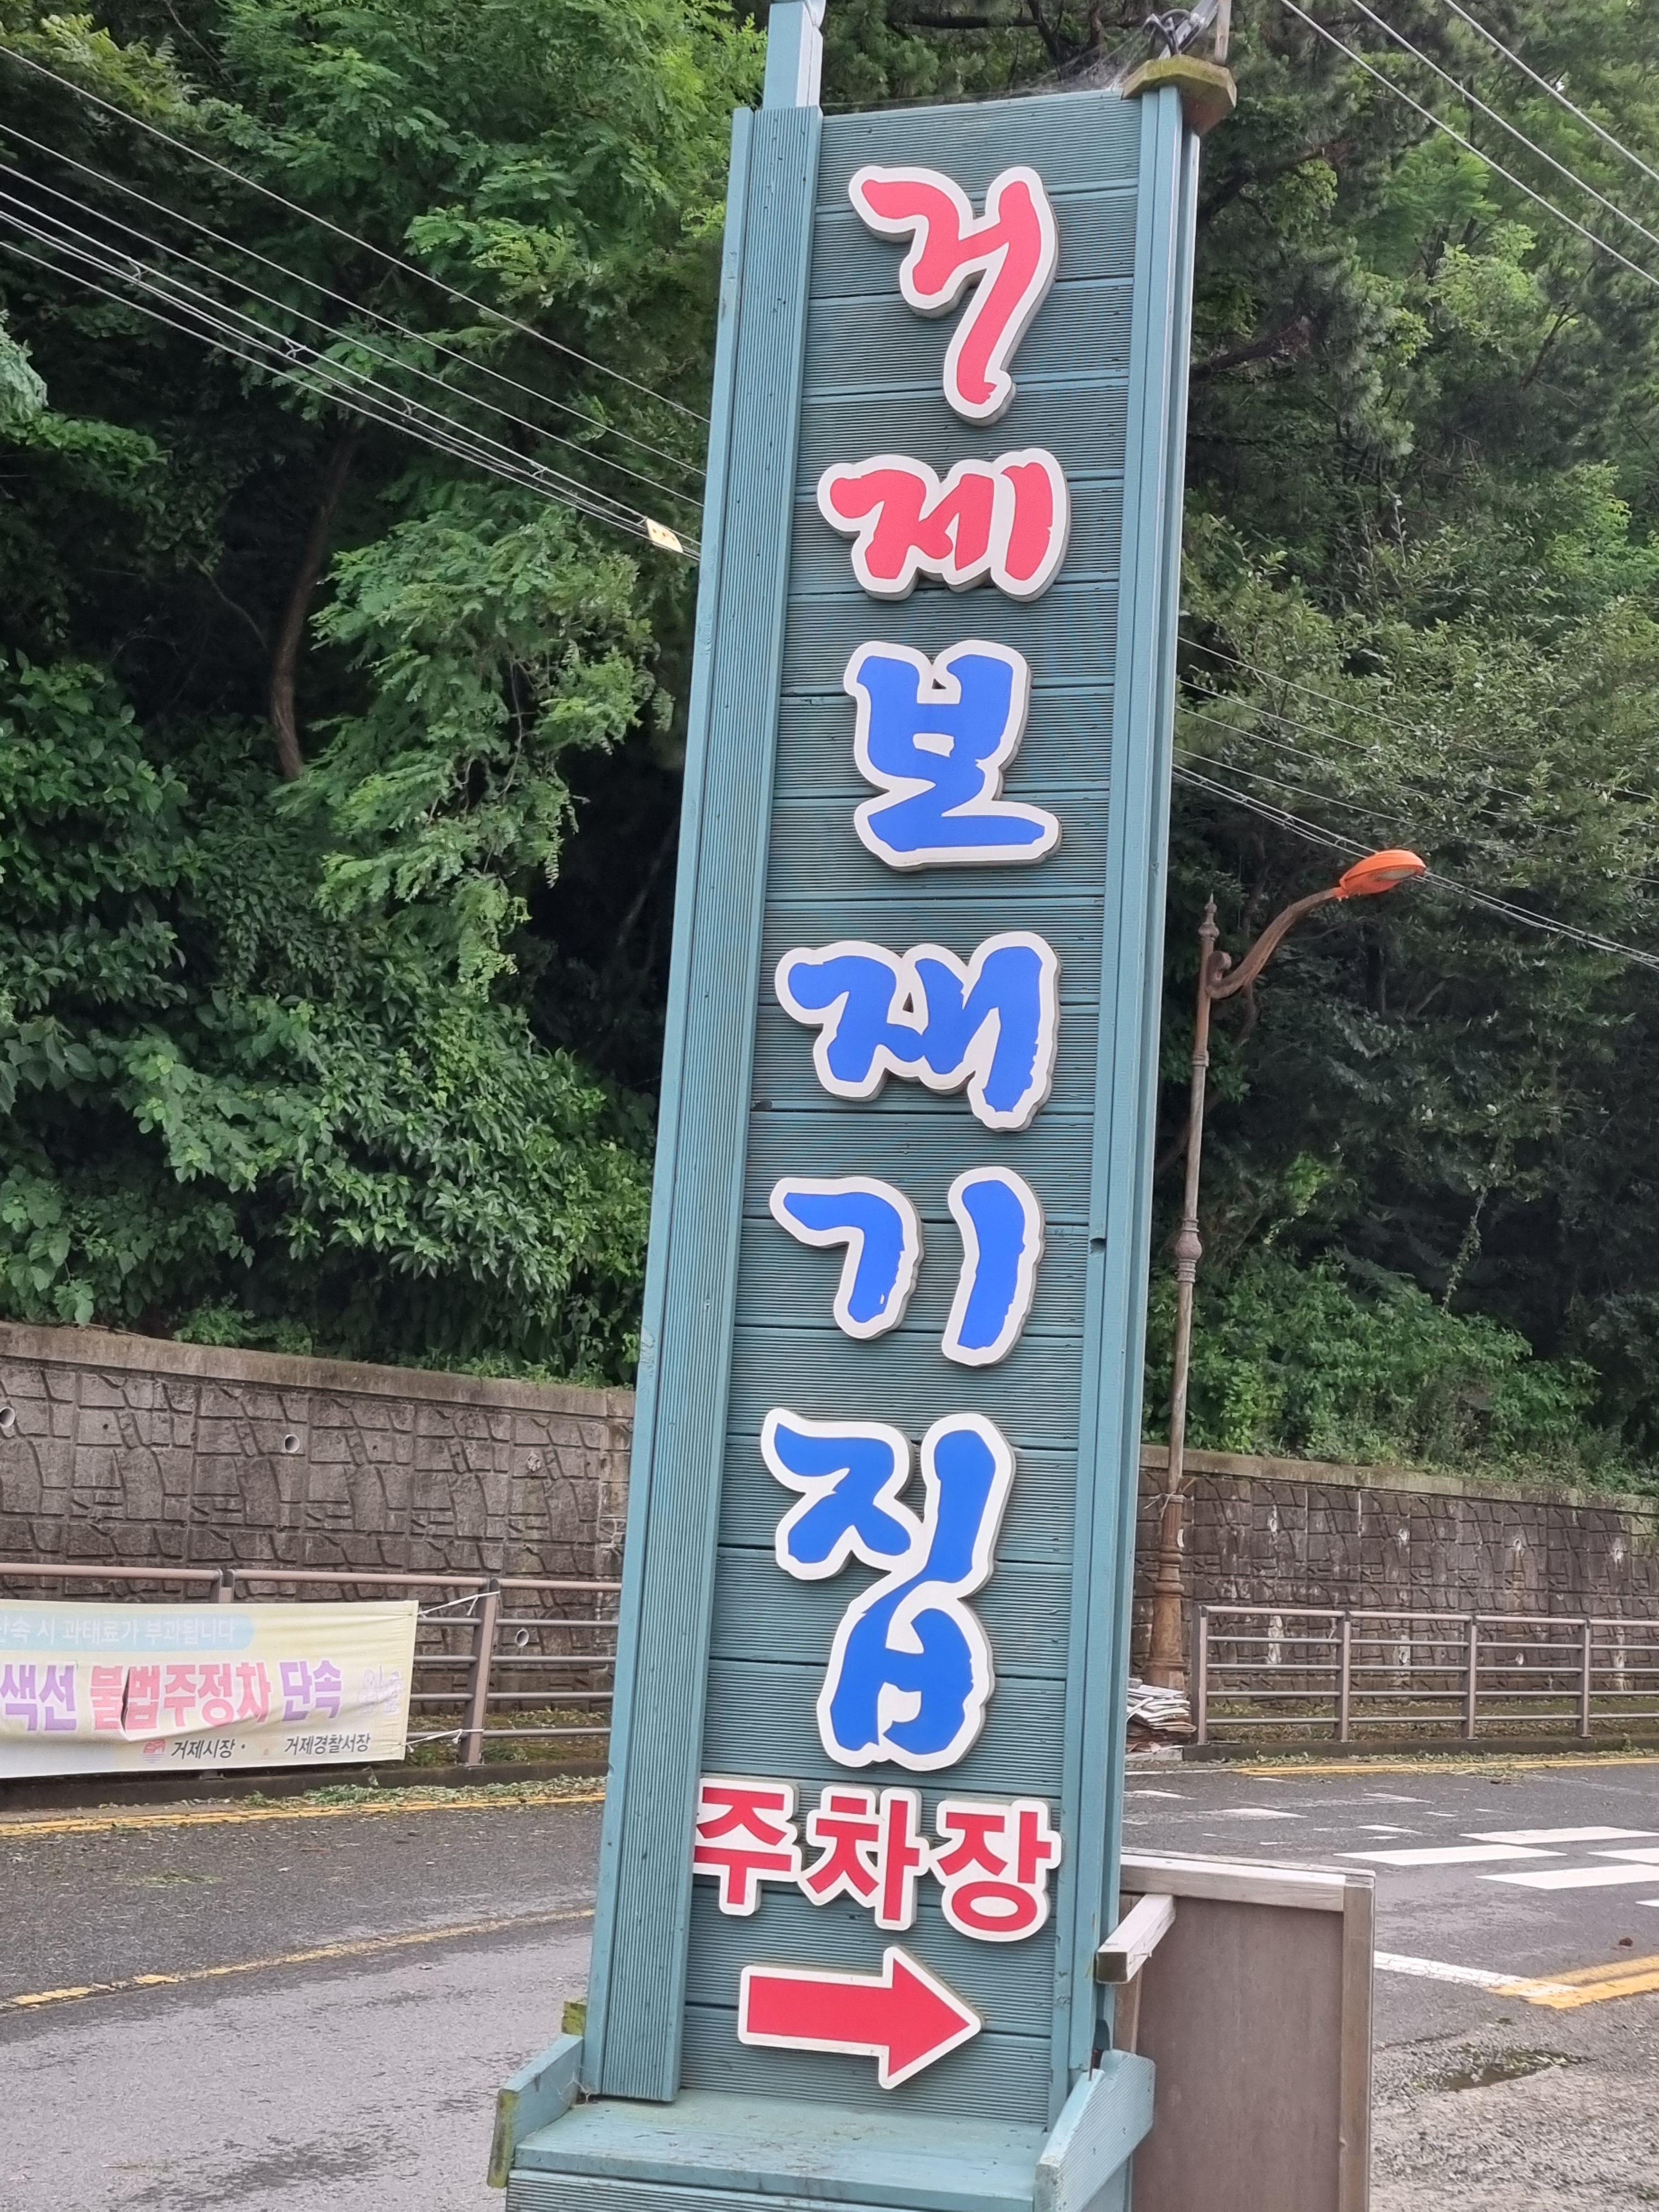 거제
보재기집
주차장
단속 시 과태료가 부과됩니다
색선 불법주정차 단속
거제시장 · 거제경찰서장